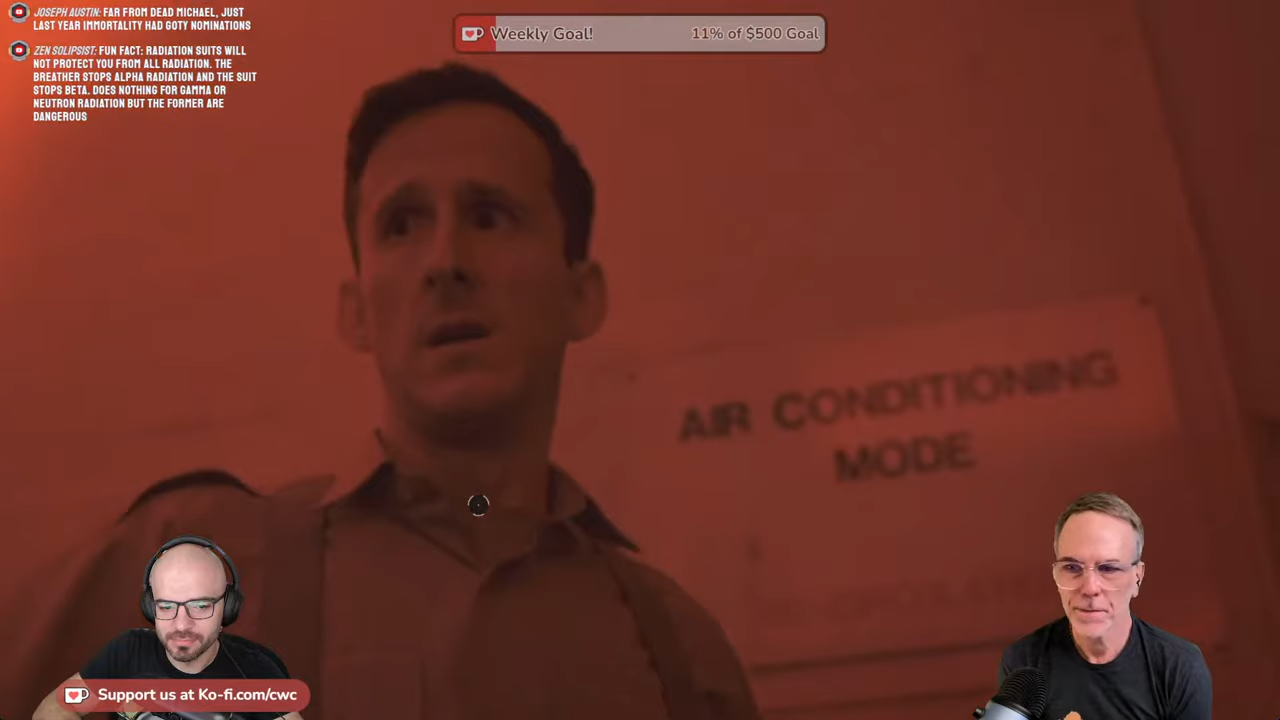 JOSEPH AUSTIN: FAR FROM DEAD MICHAEL, JUST
LAST YEAR IMMORTALITY HAD GOTY NOMINATIONS
ZEN SOLIPSIST: FUN FACT: RADIATION SUITS WILL
NOT PROTECT YOU FROM ALL RADIATION. THE
BREATHER STOPS ALPHA RADIATION AND THE SUIT
STOPS BETA. DOES NOTHING FOR GAMMA OR
NEUTRON RADIATION BUT THE FORMER ARE
DANGEROUS
Weekly Goal! 11% of $500 Goal
AIR CONDITIONING
MODE
Support us at Ko-fi.com/cwc